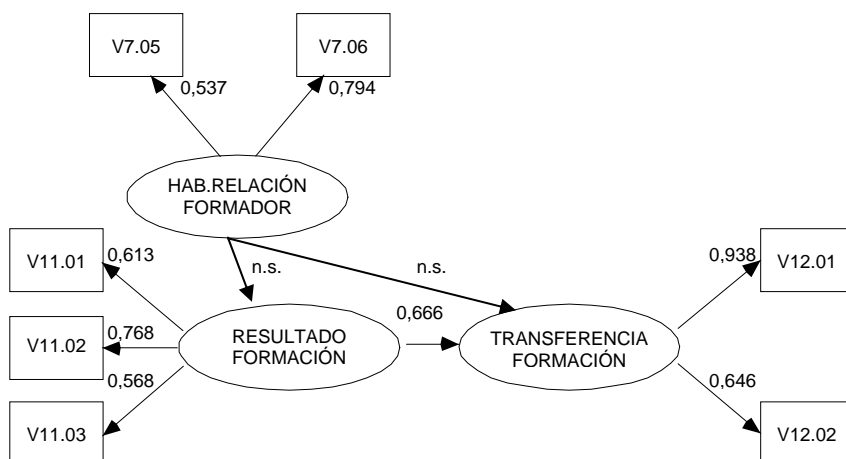 V7.05
V7.06
0,537
0,794
HAB.RELACIÓN
FORMADOR
V11.01
0,613
n.s.
n.s.
0,938
V12.01
V11.02
0,768
RESULTADO
FORMACIÓN
0,666
TRANSFERENCIA
FORMACIÓN
0,568
0,646
V11.03
V12.02